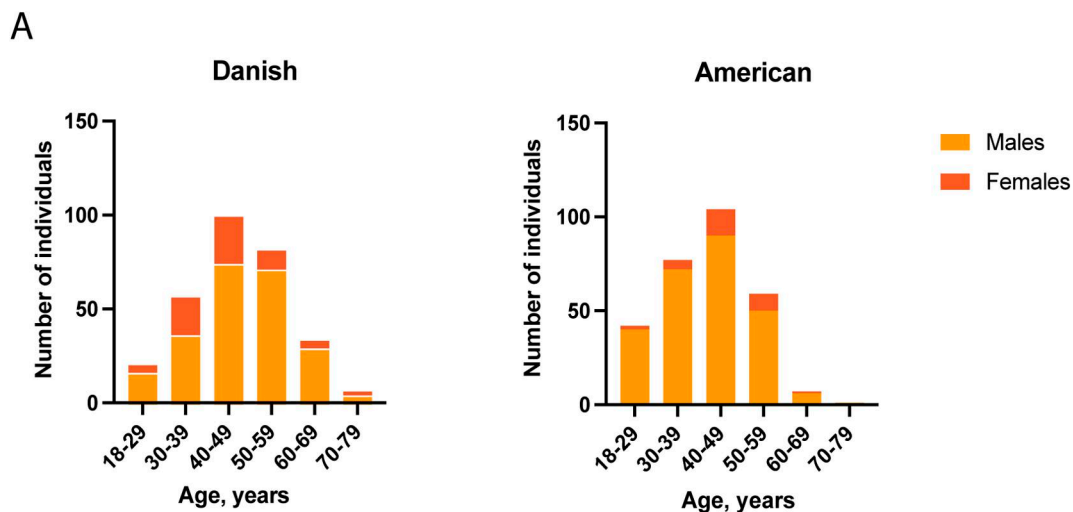 A
Danish
Number of individuals
150
100
50
0
18-29
30-39
40-49
50-59
60-69
70-79
Age, years
American
Number of individuals
150
100
50
0
18-29
30-39
40-49
50-59
60-69
70-79
Age, years
Males
Females